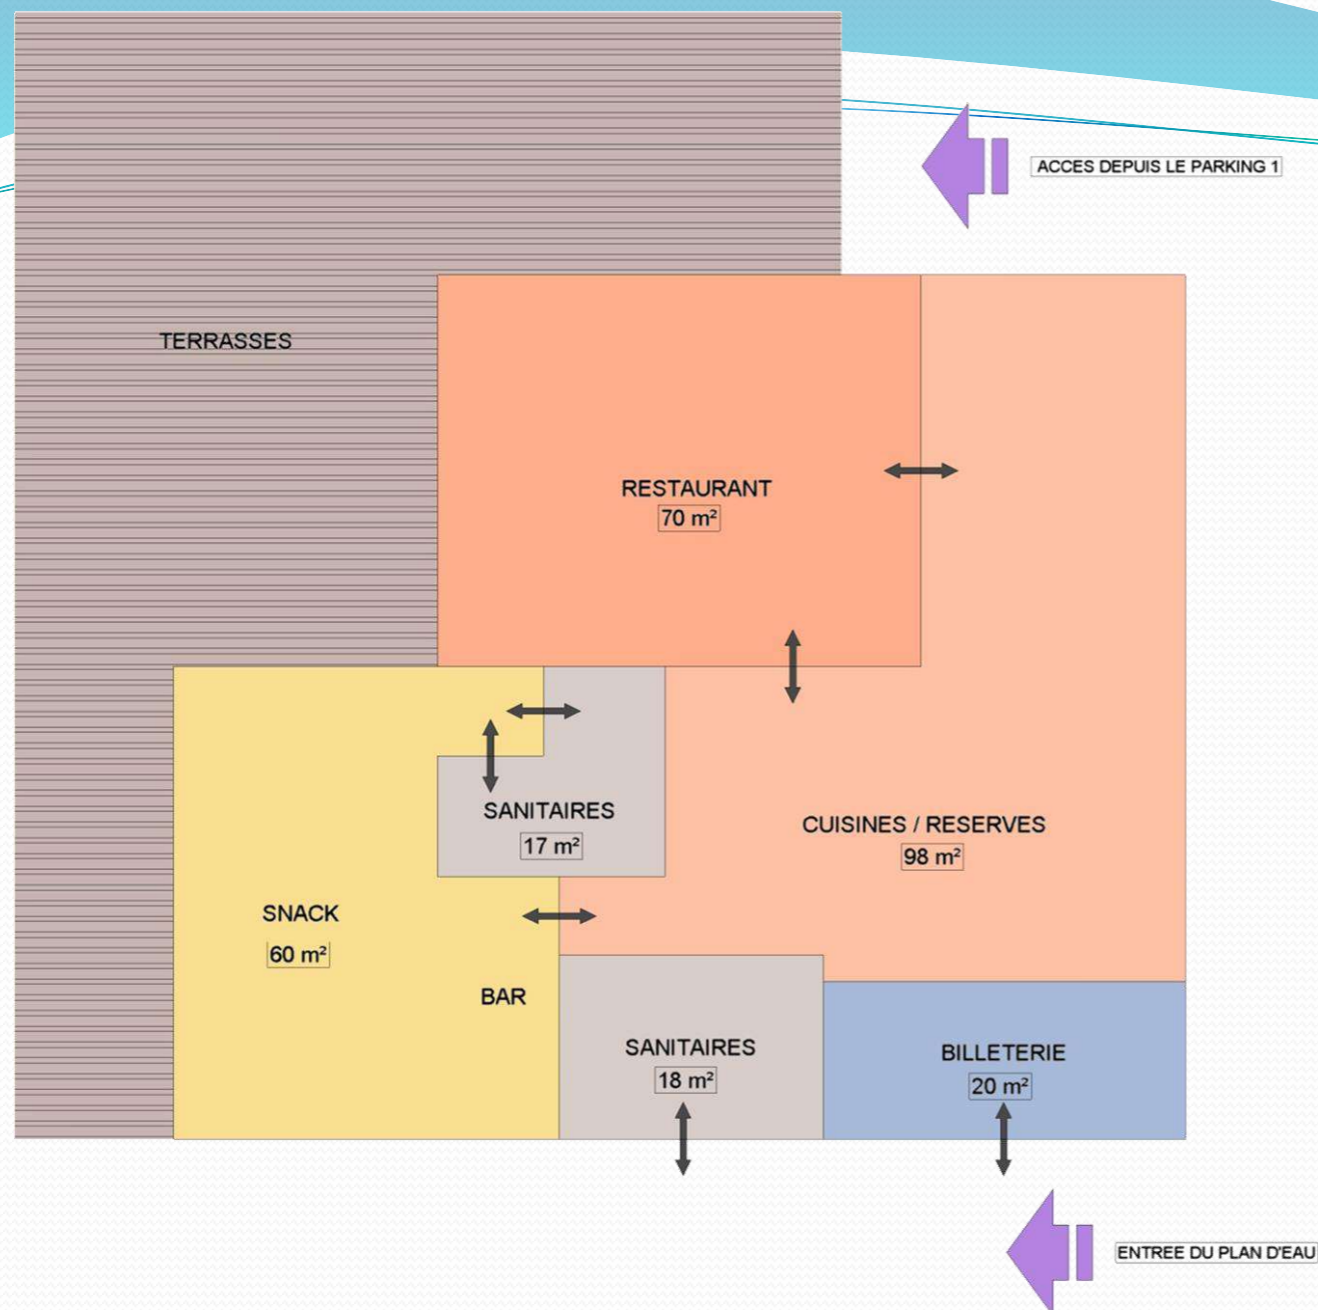 ACCES DEPUIS LE PARKING 1
TERRASSES
RESTAURANT
70 m²
SANITAIRES
17 m²
CUISINES / RESERVES
98 m²
SNACK
60 m²
BAR
SANITAIRES
18 m²
BILLETERIE
20 m²
ENTREE DU PLAN D'EAU